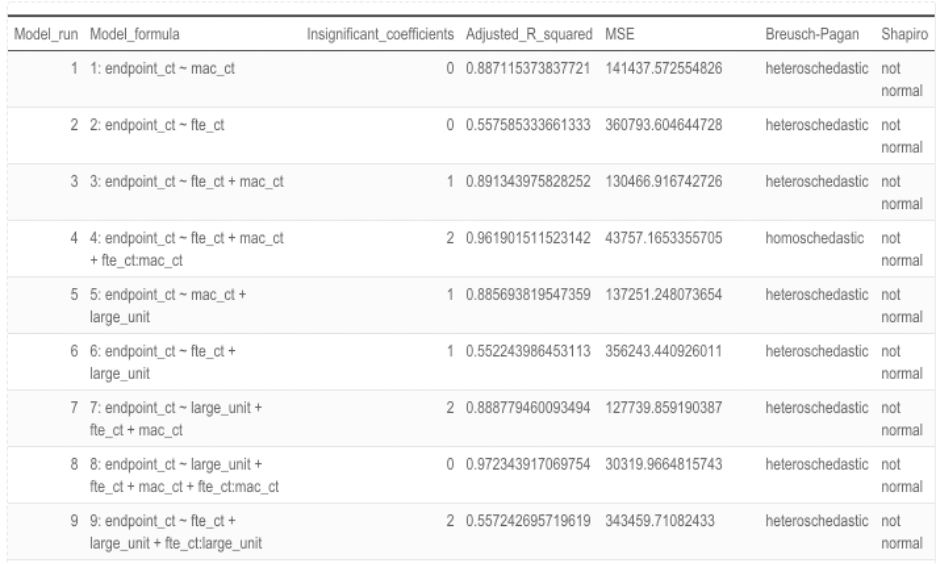 Model_run Model_formula Insignificant_coefficients Adjusted_R_squared MSE Breusch-Pagan Shapiro
1 1: endpoint_ct ~ mac_ct 0 0.887115373837721 141437.572554826 heteroschedastic not
normal
2 2: endpoint_ct ~ fte_ct 0 0.557585333661333 360793.604644728 heteroschedastic not
normal
3 3: endpoint_ct ~ fte_ct + mac_ct 1 0.891343975828252 130466.916742726 heteroschedastic not
normal
4 4: endpoint_ct ~ fte_ct + mac_ct 2 0.961901511523142 43757.1653355705 homoschedastic not
+ fte_ct:mac_ct normal
5 5: endpoint_ct ~ mac_ct + 1 0.885693819547359 137251.248073654 heteroschedastic not
large_unit normal
6 6: endpoint_ct ~ fte_ct + 1 0.552243986453113 356243.440926011 heteroschedastic not
large_unit normal
7 7: endpoint_ct ~ large_unit + 2 0.888779460093494 127739.859190387 heteroschedastic not
fte_ct + mac_ct normal
8 8: endpoint_ct ~ large_unit + 0 0.972343917069754 30319.9664815743 heteroschedastic not
fte_ct + mac_ct + fte_ct:mac_ct normal
9 9: endpoint_ct ~ fte_ct + 2 0.557242695719619 343459.71082433 heteroschedastic not
large_unit + fte_ct:large_unit normal